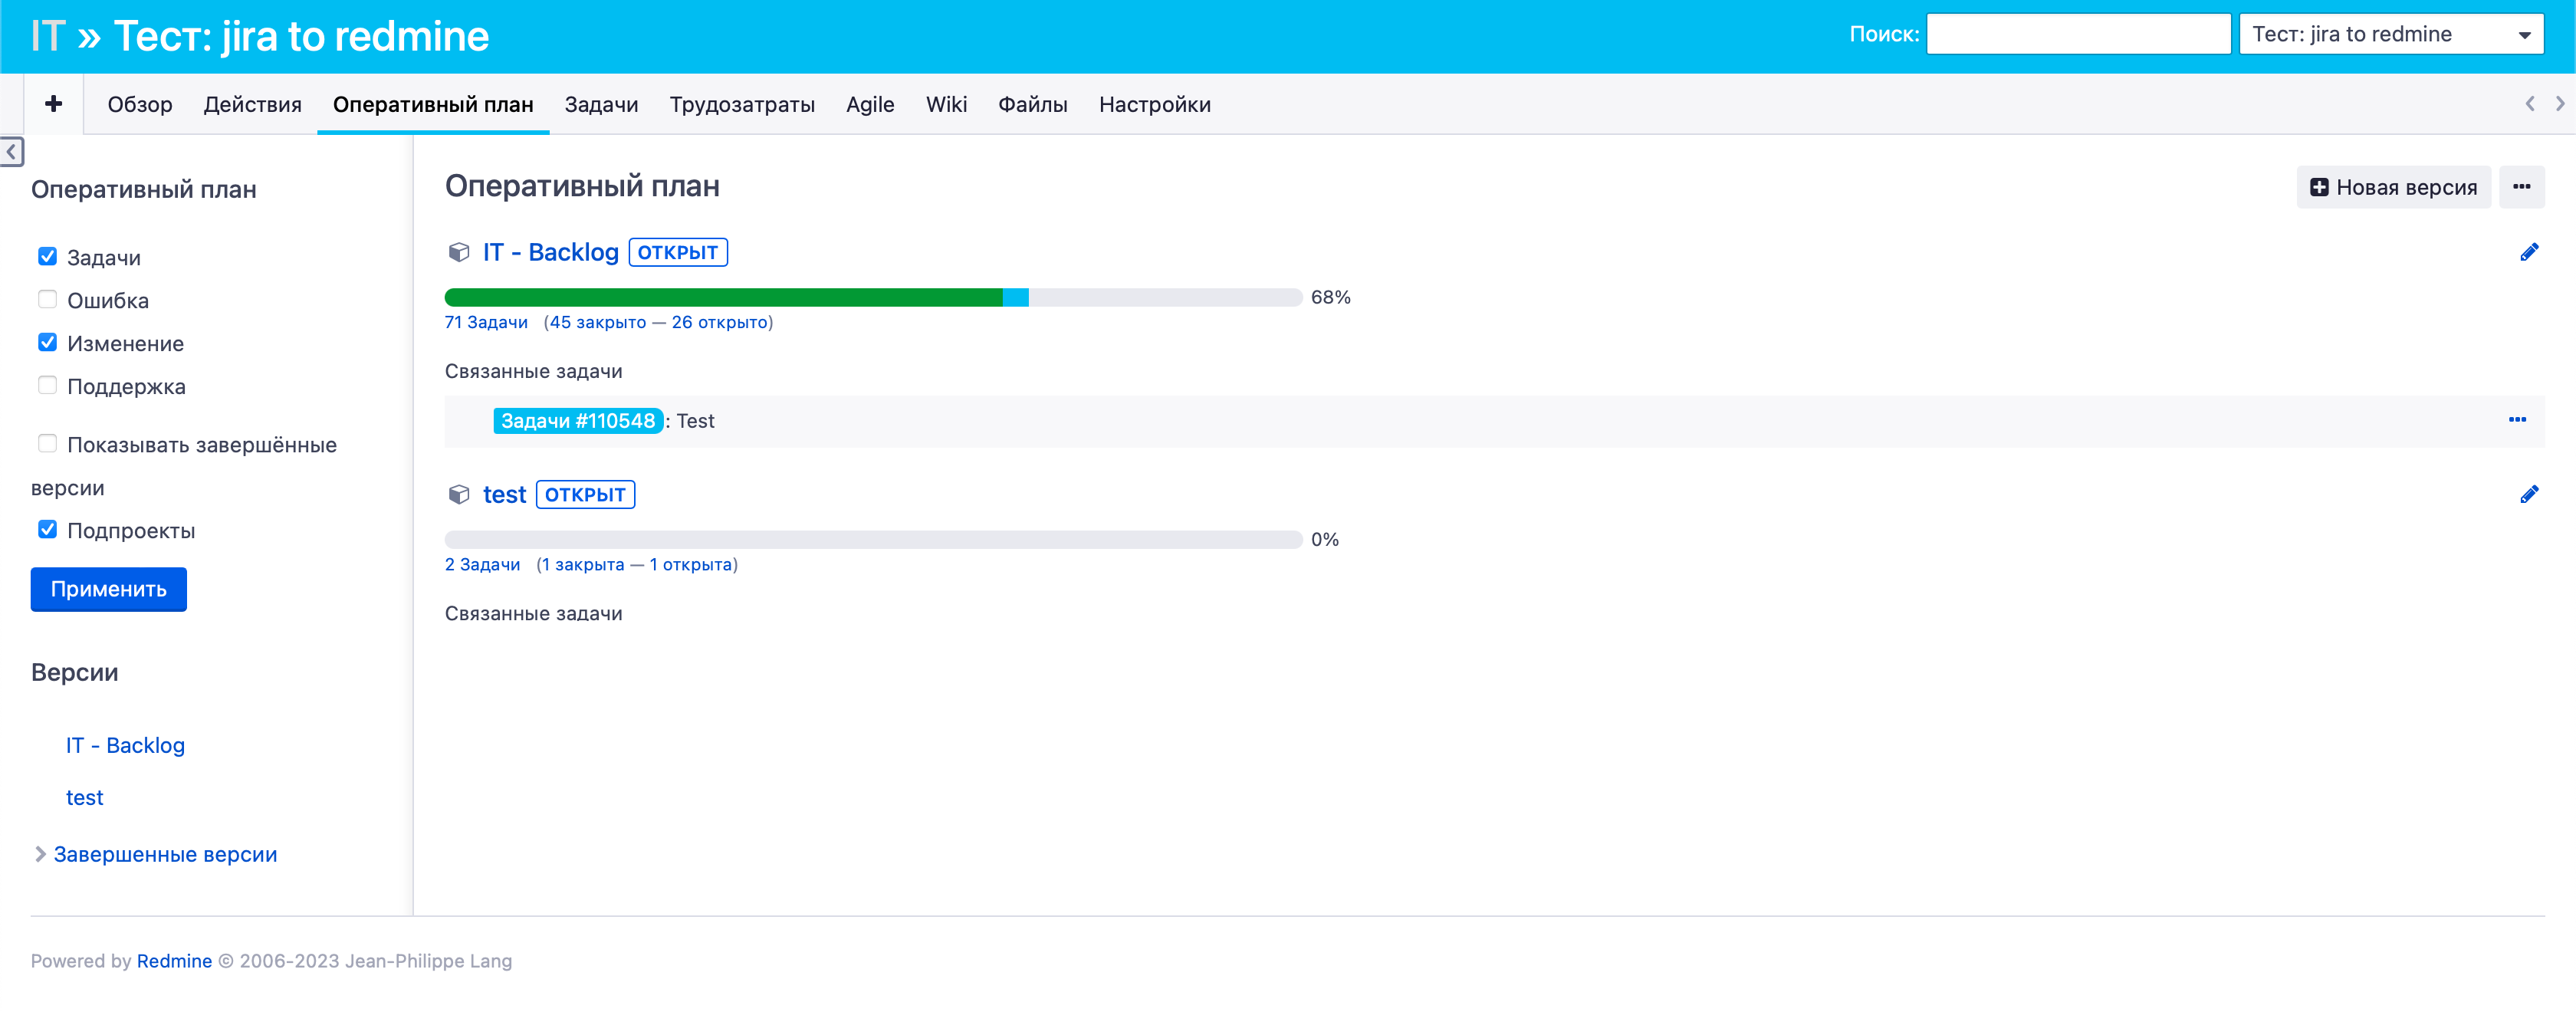 IT » Тест: jira to redmine
Поиск: Тест: jira to redmine
+ Обзор Действия Оперативный план Задачи Трудозатраты Agile Wiki Файлы Настройки
Оперативный план
Задачи
Ошибка
Изменение
Поддержка
Показывать завершённые
версии
Подпроекты
Применить
Версии
IT - Backlog
test
Завершенные версии
Оперативный план
Новая версия ···
IT - Backlog ОТКРЫТ
68%
71 Задачи (45 закрыто — 26 открыто)
Связанные задачи
Задачи #110548: Test ···
test ОТКРЫТ
0%
2 Задачи (1 закрыта — 1 открыта)
Связанные задачи
Powered by Redmine © 2006-2023 Jean-Philippe Lang